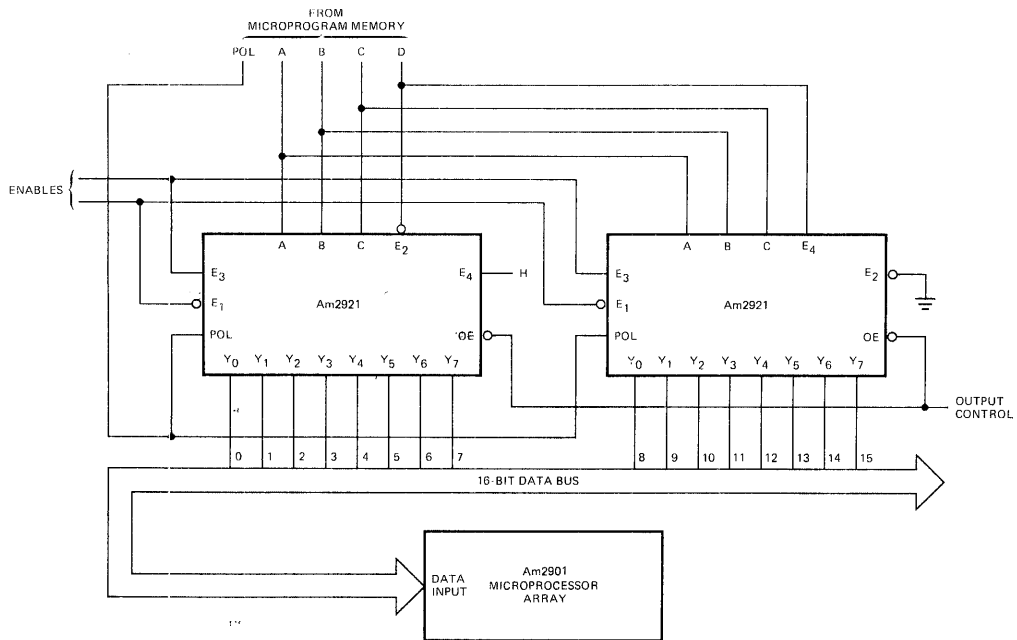 FROM
MICROPROGRAM MEMORY
POL A B C D
ENABLES
A B C E2
E3 E4 H
E1 Am2921
POL OE
Y0 Y1 Y2 Y3 Y4 Y5 Y6 Y7
A B C E4
E3 E2
E1 Am2921
POL OE
Y0 Y1 Y2 Y3 Y4 Y5 Y6 Y7
OUTPUT
CONTROL
0 1 2 3 4 5 6 7 8 9 10 11 12 13 14 15
16-BIT DATA BUS
DATA
INPUT
Am2901
MICROPROCESSOR
ARRAY